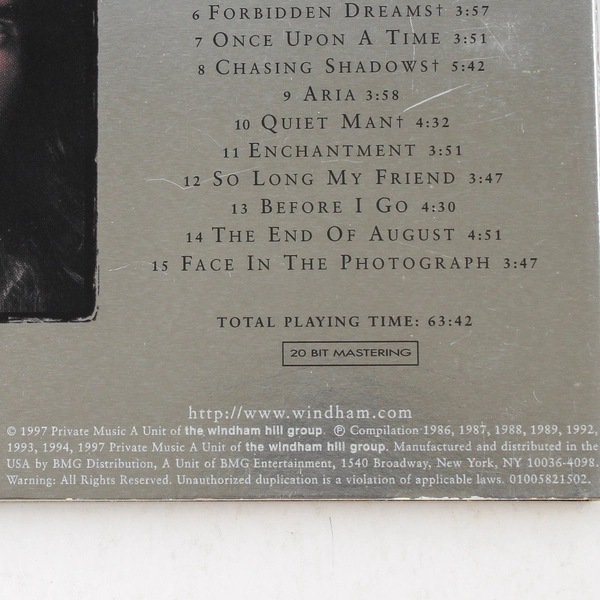 6 FORBIDDEN DREAMS† 3:57
7 ONCE UPON A TIME 3:51
8 CHASING SHADOWS† 5:42
9 ARIA 3:58
10 QUIET MAN† 4:32
11 ENCHANTMENT 3:51
12 SO LONG MY FRIEND 3:47
13 BEFORE I GO 4:30
14 THE END OF AUGUST 4:51
15 FACE IN THE PHOTOGRAPH 3:47
TOTAL PLAYING TIME: 63:42
20 BIT MASTERING
http://www.windham.com
© 1997 Private Music A Unit of the windham hill group. ℗ Compilation 1986, 1987, 1988, 1989, 1992,
1993, 1994, 1997 Private Music A Unit of the windham hill group. Manufactured and distributed in the
USA by BMG Distribution, A Unit of BMG Entertainment, 1540 Broadway, New York, NY 10036-4098.
Warning: All Rights Reserved. Unauthorized duplication is a violation of applicable laws. 01005821502.